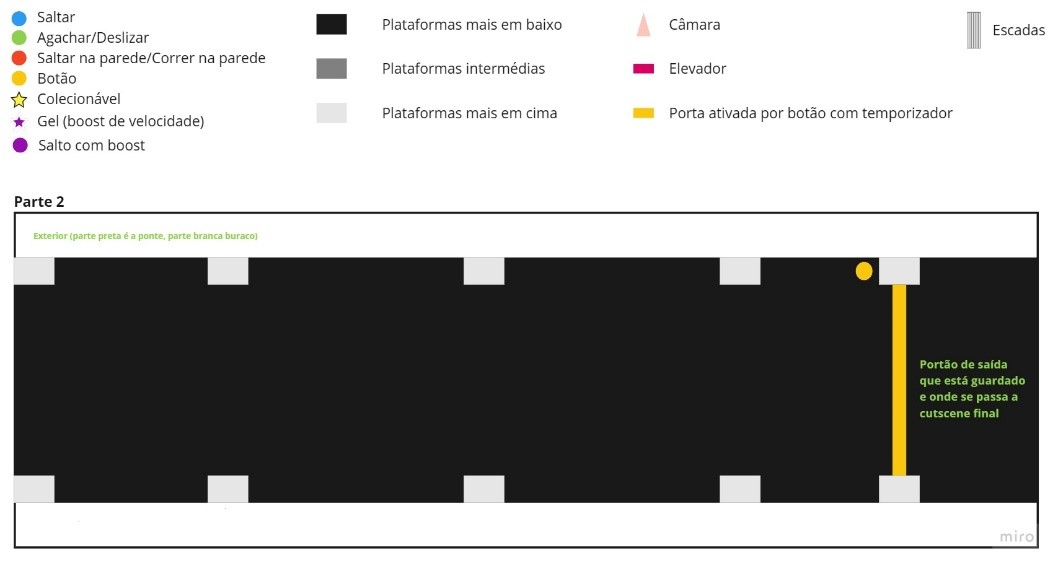 Saltar
Agachar/Deslizar
Saltar na parede/Correr na parede
Botão
Colecionável
Gel (boost de velocidade)
Salto com boost
Plataformas mais em baixo
Plataformas intermédias
Plataformas mais em cima
Câmara
Elevador
Porta ativada por botão com temporizador
Escadas
Parte 2
Exterior (parte preta é a ponte, parte branca buraco)
Portão de saída
que está guardado
e onde se passa a
cutscene final
miro